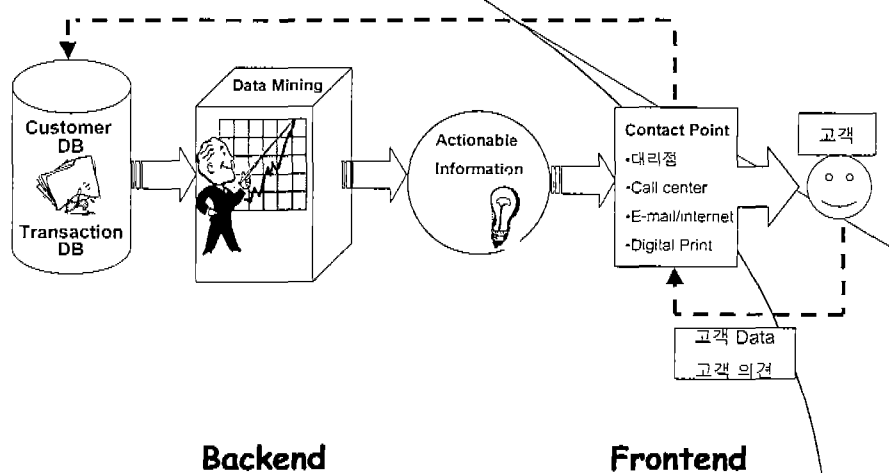 Customer
DB
Transaction
DB
Data Mining
Actionable
Information
Contact Point
•대리점
•Call center
•E-mail/internet
•Digital Print
고객
고객 Data
고객 의견
Backend
Frontend